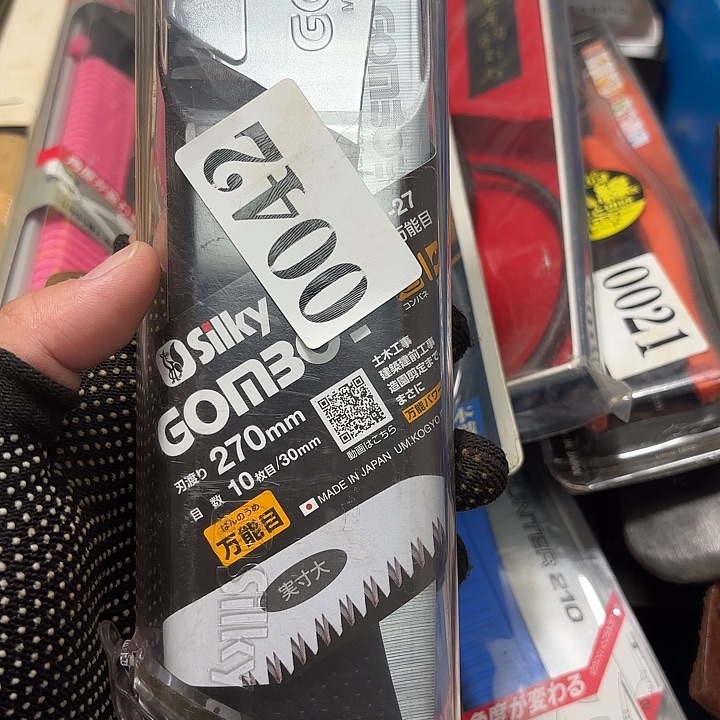 0042
-27
万能目
コンパネ
Silky
GOMBOY
土木工事
建築建前工事
造園剪定まで
まさに
万能パワー
動画はこちら
刃渡り 270mm
目 数 10枚目/30mm
MADE IN JAPAN UM.KOGYO
ばんのうめ
万能目
実寸大
Silky
0021
HUNTER 210
角度が変わる